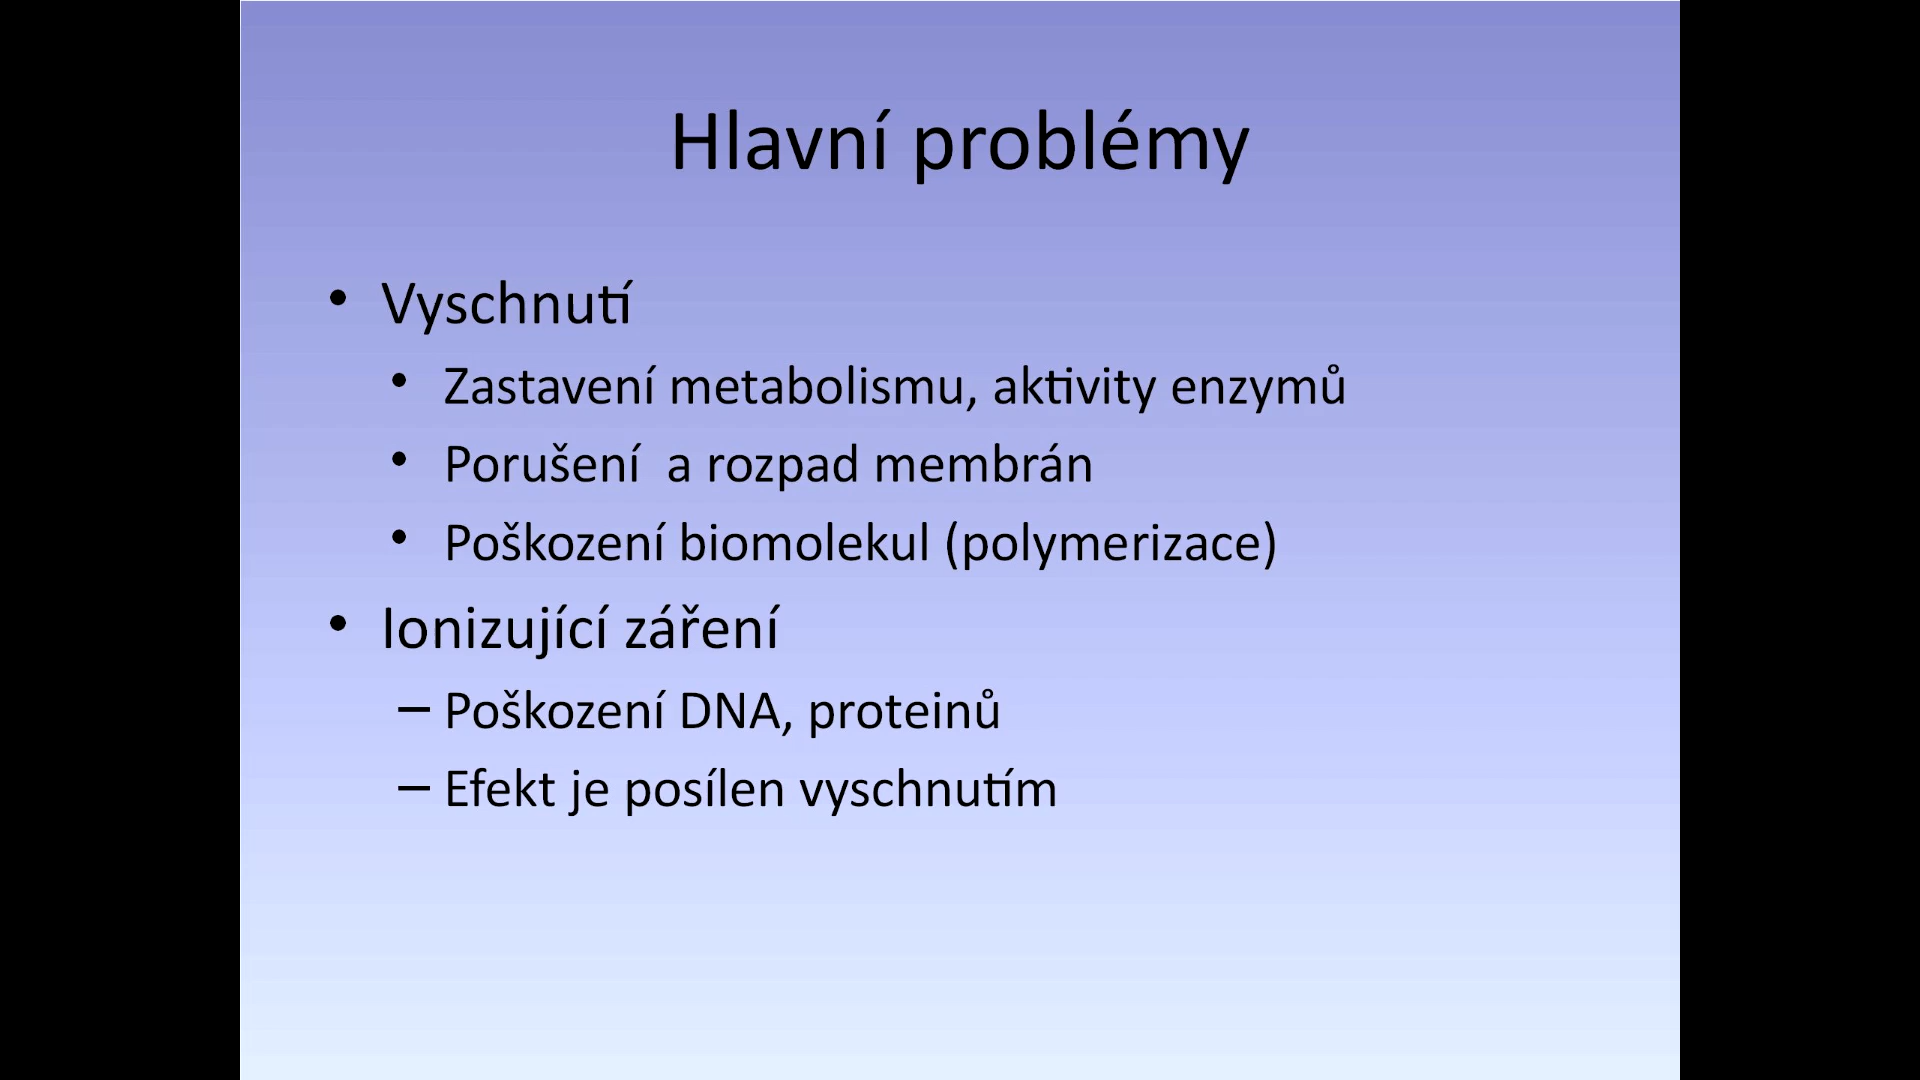 Hlavní problémy
• Vyschnutí
• Zastavení metabolismu, aktivity enzymů
• Porušení  a rozpad membrán
• Poškození biomolekul (polymerizace)
• Ionizující záření
– Poškození DNA, proteinů
– Efekt je posílen vyschnutím